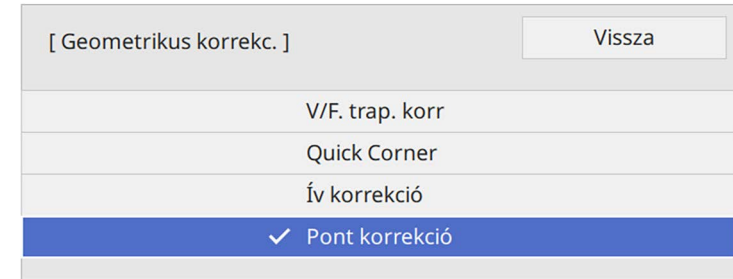 [ Geometrikus korrekc. ]
Vissza
V/F. trap. korr
Quick Corner
Ív korrekció
Pont korrekció